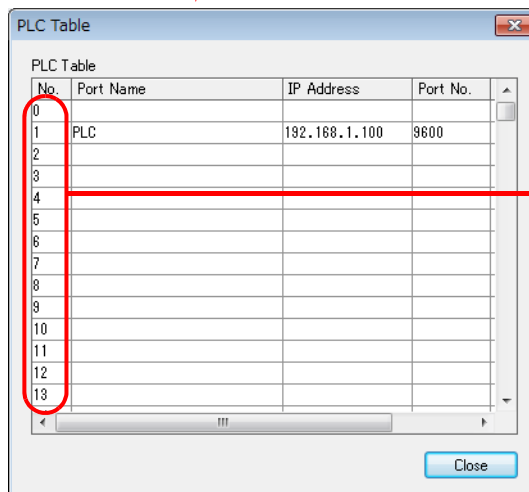 PLC Table
PLC Table
No. Port Name IP Address Port No.
0
1 PLC 192.168.1.100 9600
2
3
4
5
6
7
8
9
10
11
12
13
Close